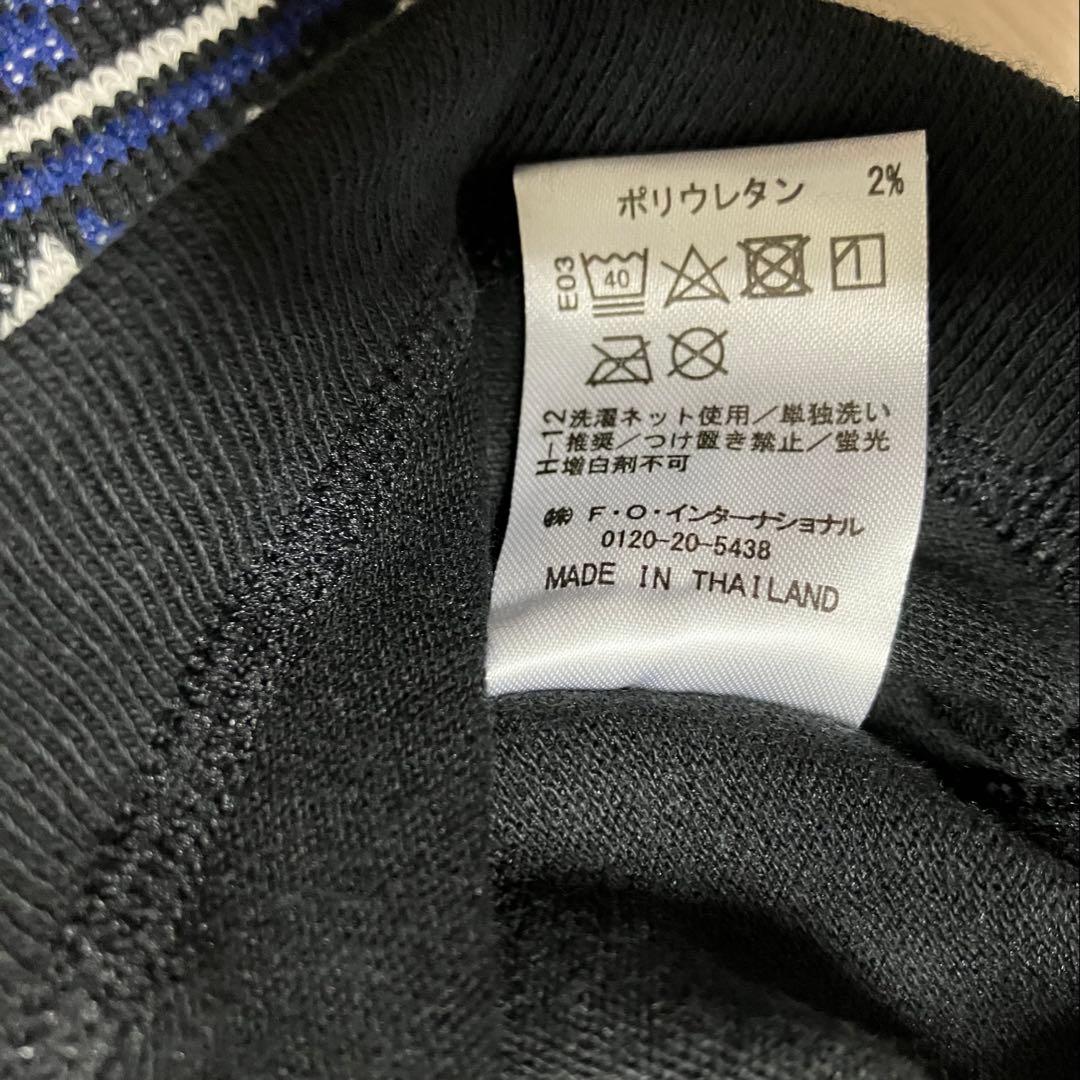 ポリウレタン 2%
E03
40
H-12 洗濯ネット使用／単独洗い
推奨／つけ置き禁止／蛍光
増白剤不可
㈱ F・O・インターナショナル
0120-20-5438
MADE IN THAILAND